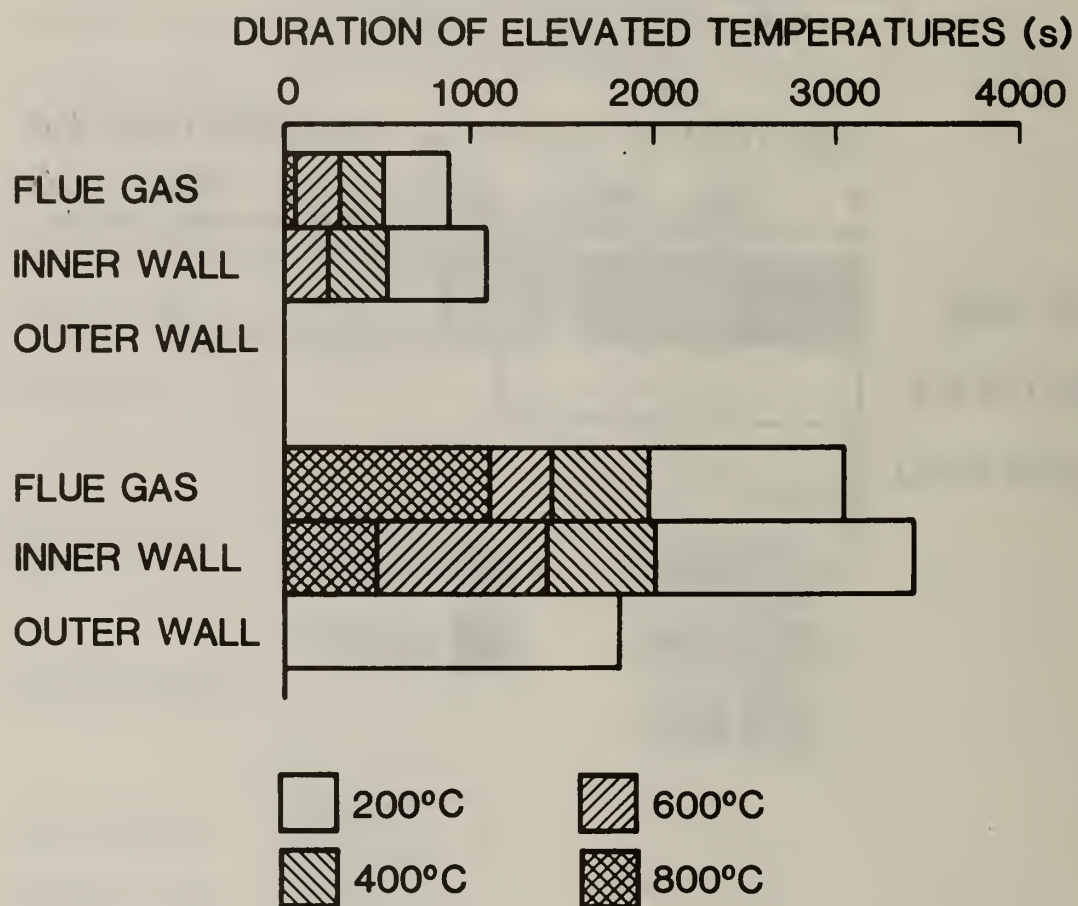 DURATION OF ELEVATED TEMPERATURES (s)
0 1000 2000 3000 4000
FLUE GAS
INNER WALL
OUTER WALL
FLUE GAS
INNER WALL
OUTER WALL
200°C 600°C
400°C 800°C